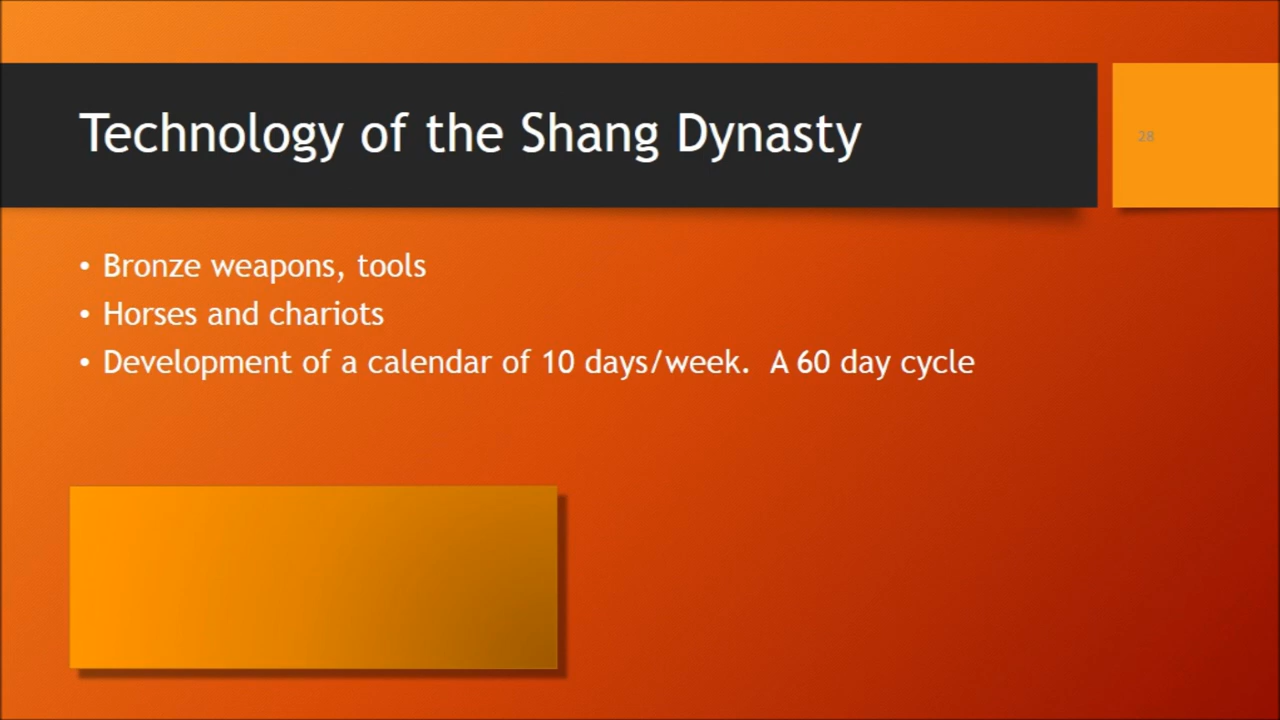 Technology of the Shang Dynasty
28
• Bronze weapons, tools
• Horses and chariots
• Development of a calendar of 10 days/week.  A 60 day cycle